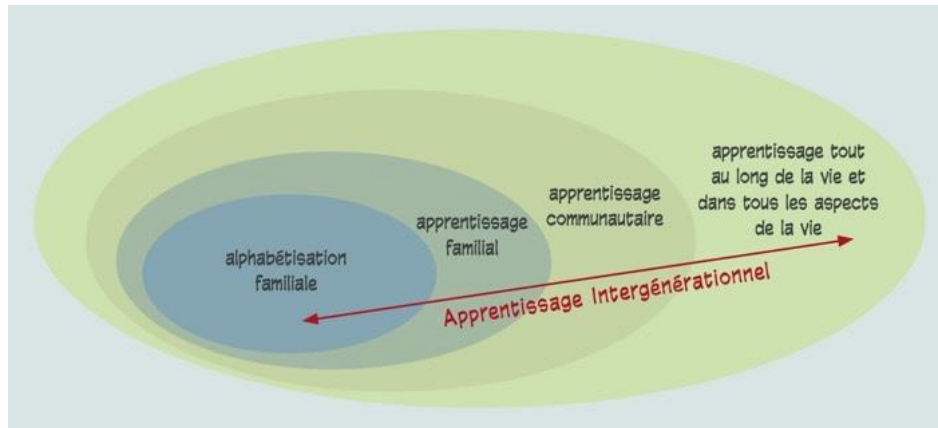 alphabétisation
familiale
apprentissage
familial
apprentissage
communautaire
apprentissage tout
au long de la vie et
dans tous les aspects
de la vie
Apprentissage Intergénérationnel